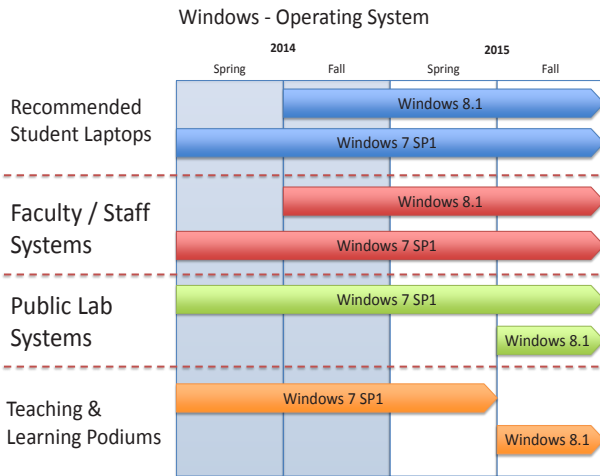 Windows - Operating System
2014 2015
Spring Fall Spring Fall
Recommended
Student Laptops
Windows 8.1
Windows 7 SP1
Faculty / Staff
Systems
Windows 8.1
Windows 7 SP1
Public Lab
Systems
Windows 7 SP1
Windows 8.1
Teaching &
Learning Podiums
Windows 7 SP1
Windows 8.1